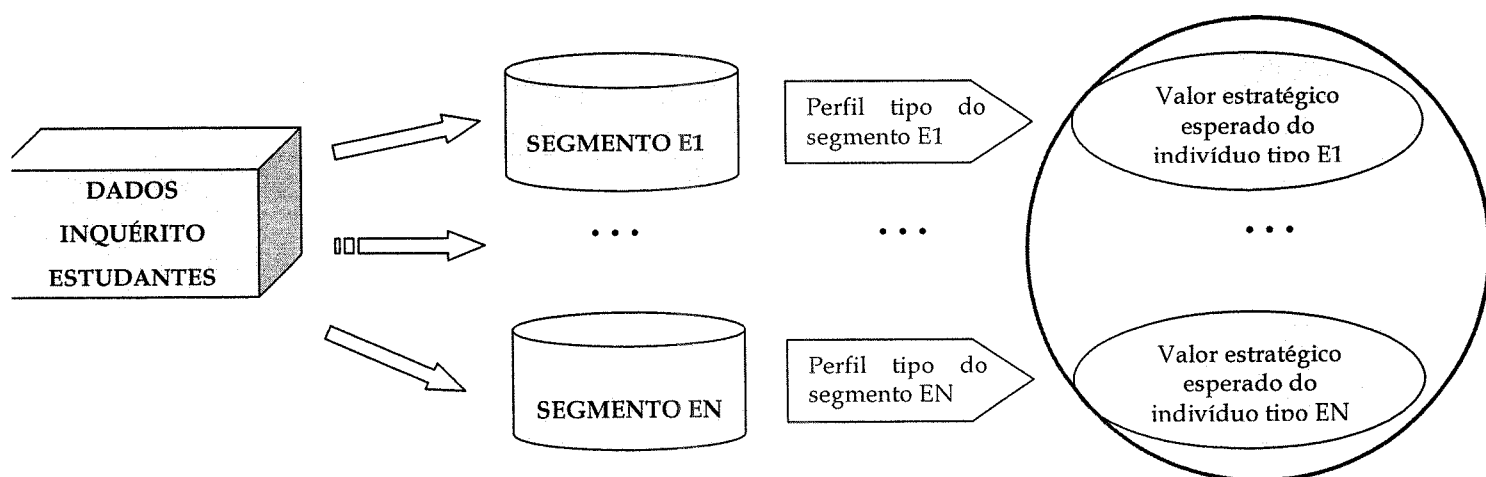 DADOS
INQUÉRITO
ESTUDANTES
SEGMENTO E1
Perfil tipo do
segmento E1
Valor estratégico
esperado do
indivíduo tipo E1
...
...
...
SEGMENTO EN
Perfil tipo do
segmento EN
Valor estratégico
esperado do
indivíduo tipo EN